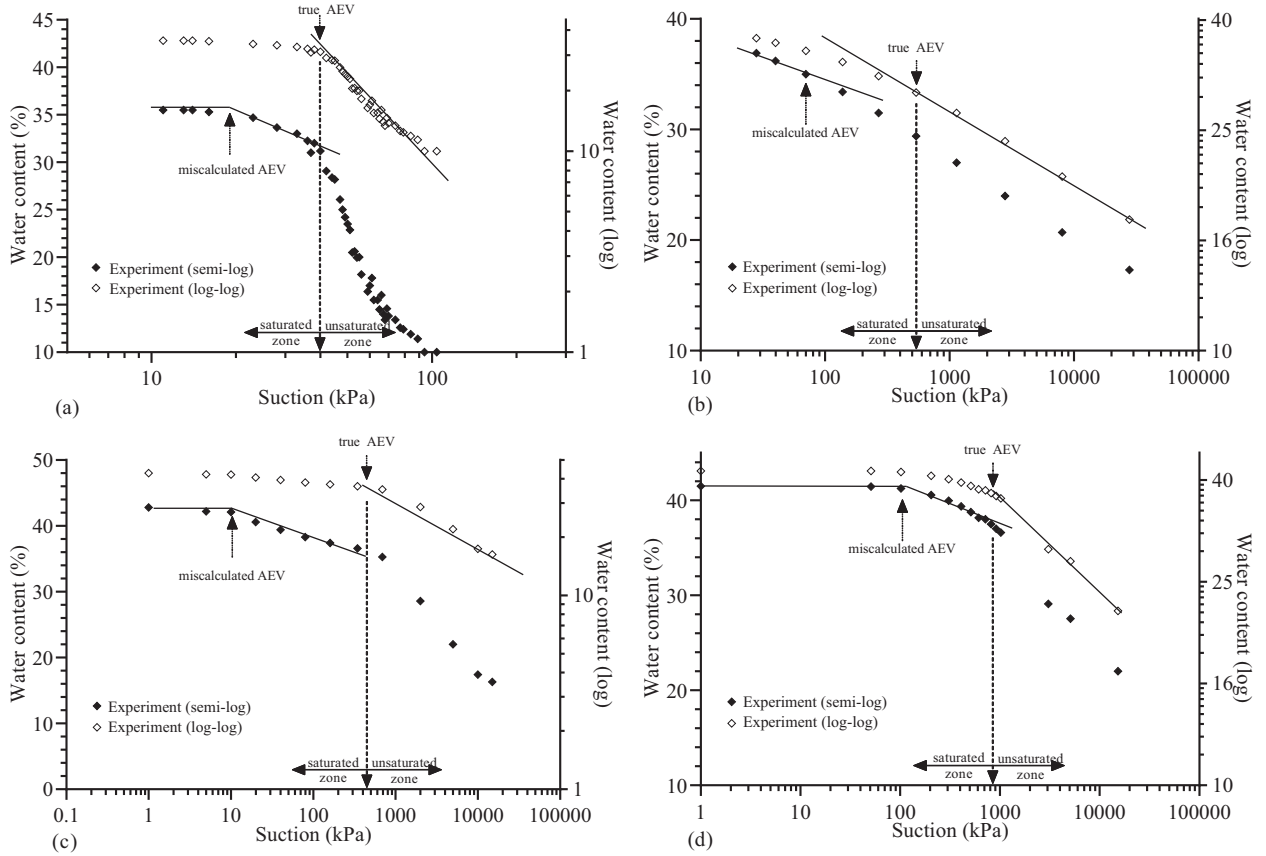 true AEV
45
40
35
30
25
20
15
10
Water content (%)
10
1
Water content (log)
miscalculated AEV
Experiment (semi-log)
Experiment (log-log)
saturated unsaturated
zone zone
10 100
Suction (kPa)
(a)
40
30
20
10
Water content (%)
40
25
16
10
Water content (log)
true AEV
miscalculated AEV
Experiment (semi-log)
Experiment (log-log)
saturated unsaturated
zone zone
10 100 1000 10000 100000
Suction (kPa)
(b)
true AEV
50
40
30
20
10
0
Water content (%)
10
1
Water content (log)
miscalculated AEV
Experiment (semi-log)
Experiment (log-log)
saturated unsaturated
zone zone
0.1 1 10 100 1000 10000 100000
Suction (kPa)
(c)
true AEV
40
30
20
10
Water content (%)
40
25
16
10
Water content (log)
miscalculated AEV
Experiment (semi-log)
Experiment (log-log)
saturated unsaturated
zone zone
1 10 100 1000 10000 100000
Suction (kPa)
(d)